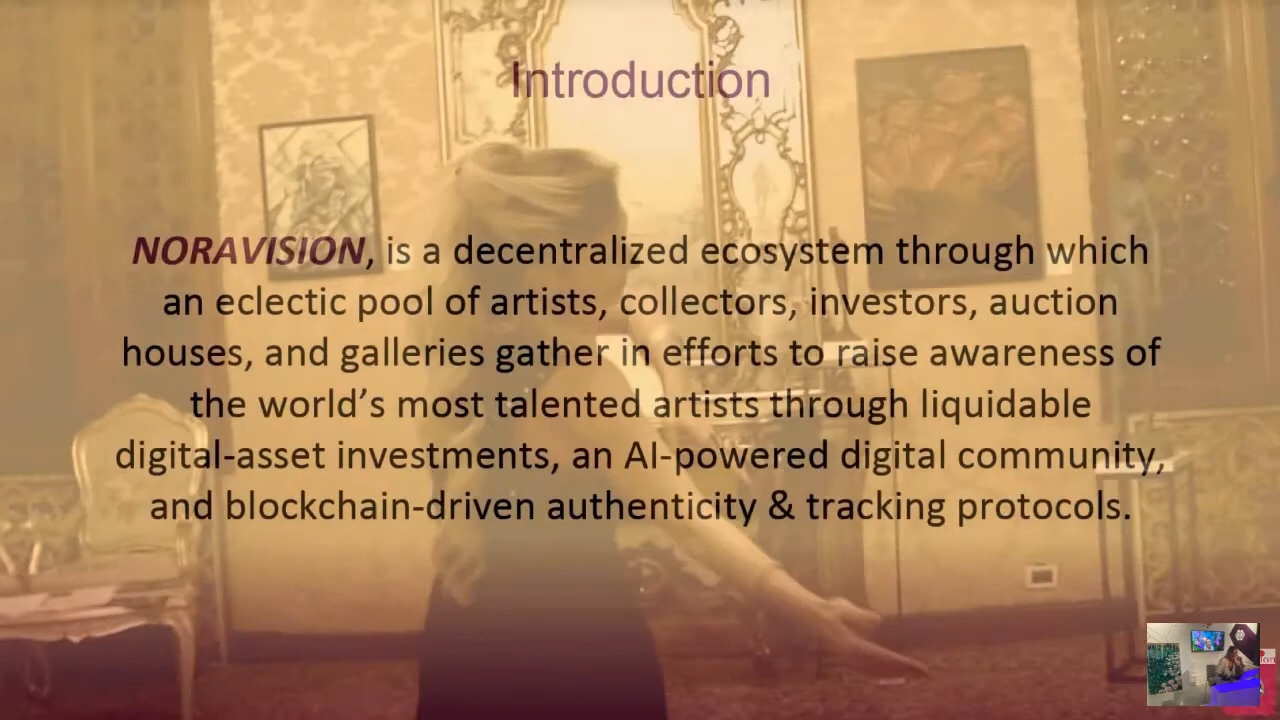 Introduction
NORAVISION, is a decentralized ecosystem through which
an eclectic pool of artists, collectors, investors, auction
houses, and galleries gather in efforts to raise awareness of
the world’s most talented artists through liquidable
digital-asset investments, an AI-powered digital community,
and blockchain-driven authenticity & tracking protocols.